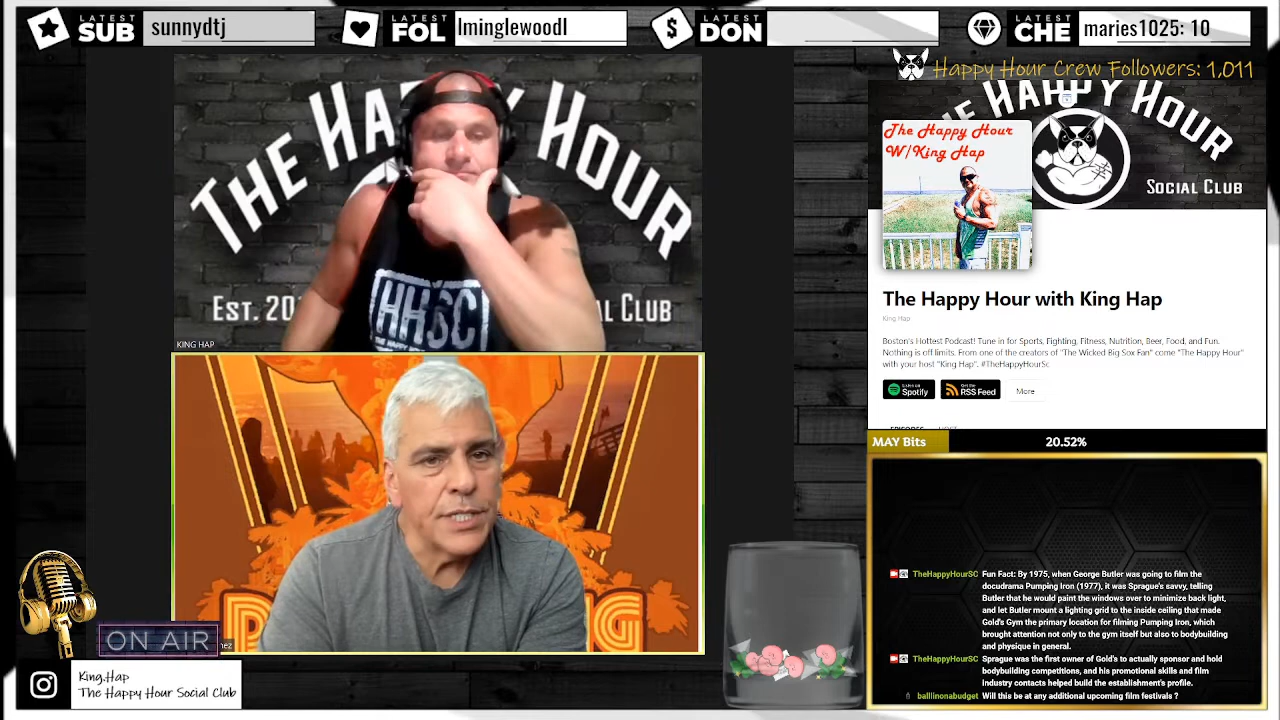 LATEST SUB sunnydtj
LATEST FOL lminglewoodl
LATEST DON
LATEST CHE maries1025: 10
Happy Hour Crew Followers: 1,011
THE HAPPY HOUR
SOCIAL CLUB
The Happy Hour
W/King Hap
THE HA Y HOUR
EST. 20
AL CLUB
HHSC
KING HAP
The Happy Hour with King Hap
King Hap
Boston's Hottest Podcast! Tune in for Sports, Fighting, Fitness, Nutrition, Beer, Food, and Fun.
Nothing is off limits. From one of the creators of "The Wicked Big Sox Fan" come "The Happy Hour"
with your host "King Hap". #TheHappyHourSc
Listen on Spotify
Get the RSS Feed
More
EPISODES HOST
MAY Bits 20.52%
TheHappyHourSC Fun Fact: By 1975, when George Butler was going to film the
docudrama Pumping Iron (1977), it was Sprague's savvy, telling
Butler that he would paint the windows over to minimize back light,
and let Butler mount a lighting grid to the inside ceiling that made
Gold's Gym the primary location for filming Pumping Iron, which
brought attention not only to the gym itself but also to bodybuilding
and physique in general.
TheHappyHourSC Sprague was the first owner of Gold's to actually sponsor and hold
bodybuilding competitions, and his promotional skills and film
industry contacts helped build the establishment's profile.
balllinonabudget Will this be at any additional upcoming film festivals ?
ON AIR
nez
King.Hap
The Happy Hour Social Club